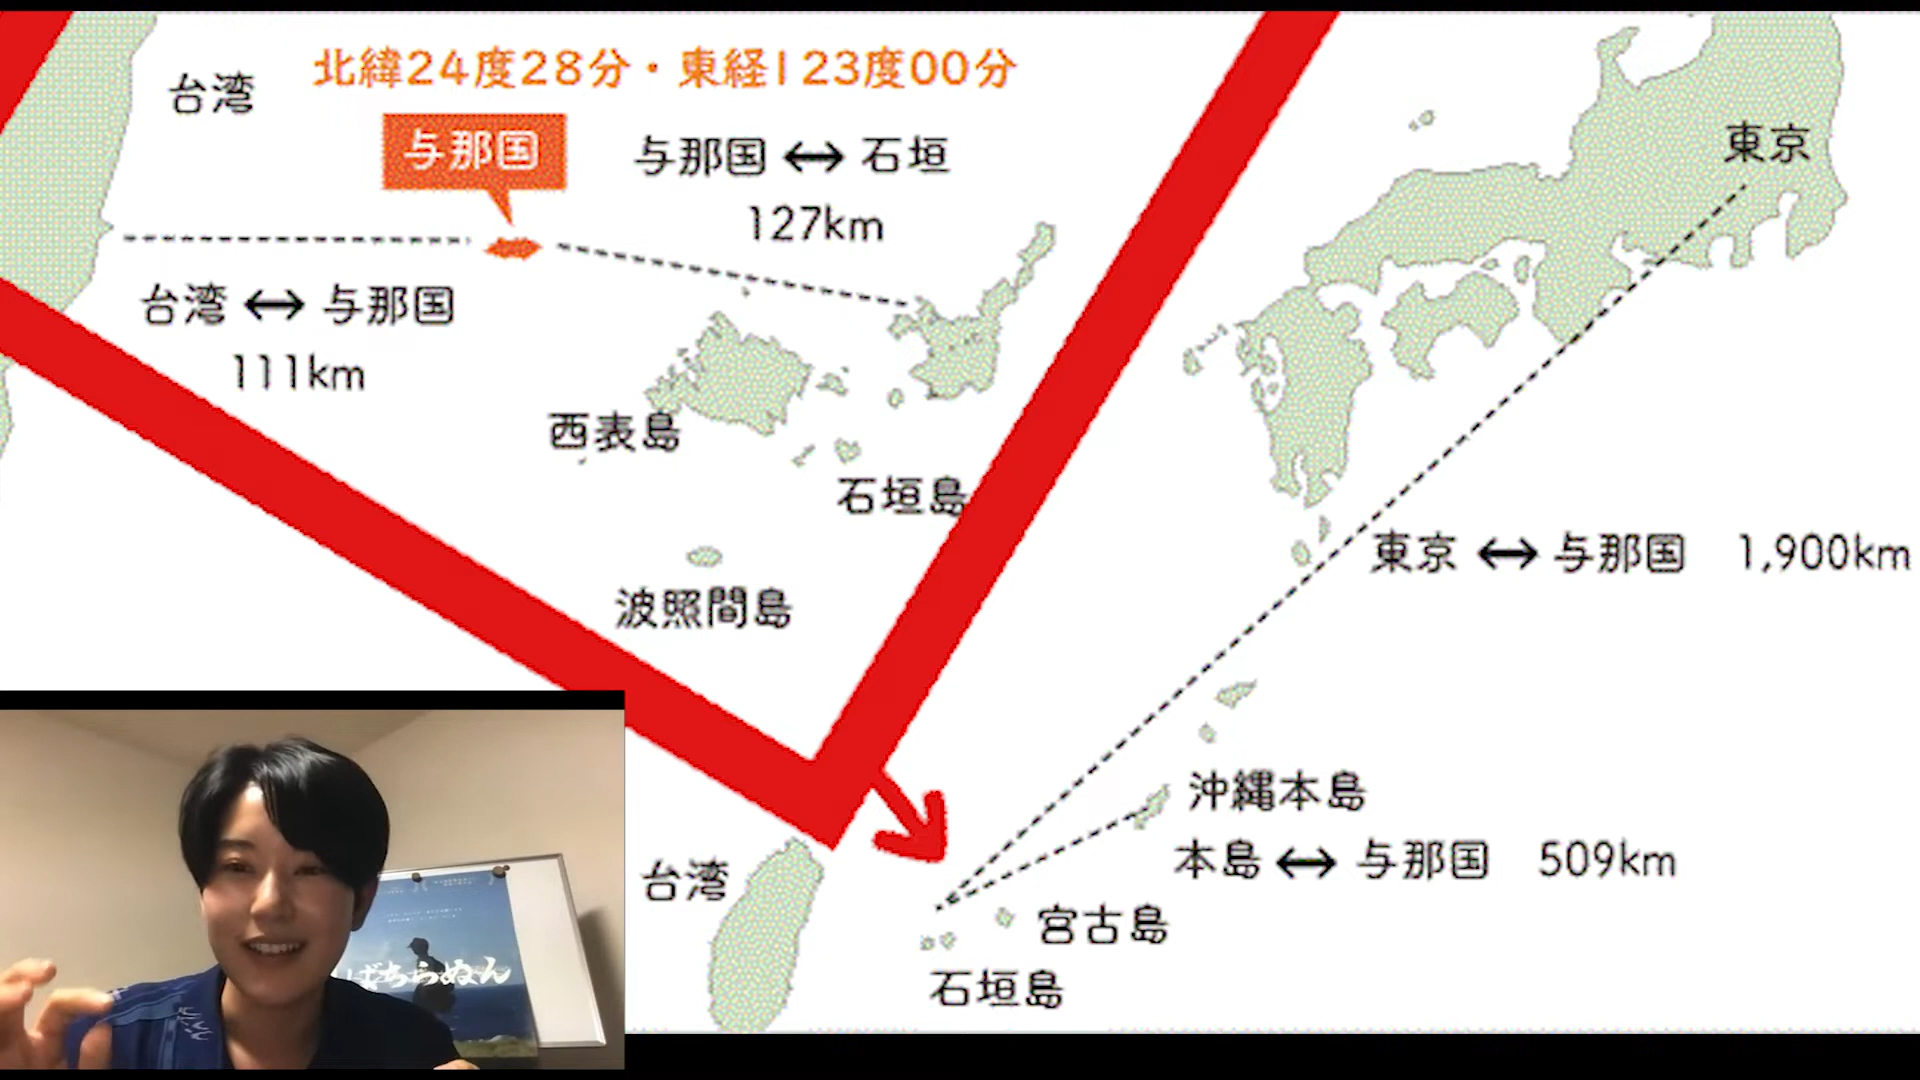 北緯24度28分・東経123度00分
台湾
与那国
与那国 ↔ 石垣
127km
台湾 ↔ 与那国
111km
西表島
石垣島
波照間島
東京
東京 ↔ 与那国 1,900km
沖縄本島
本島 ↔ 与那国 509km
台湾
宮古島
石垣島
ばちらぬん